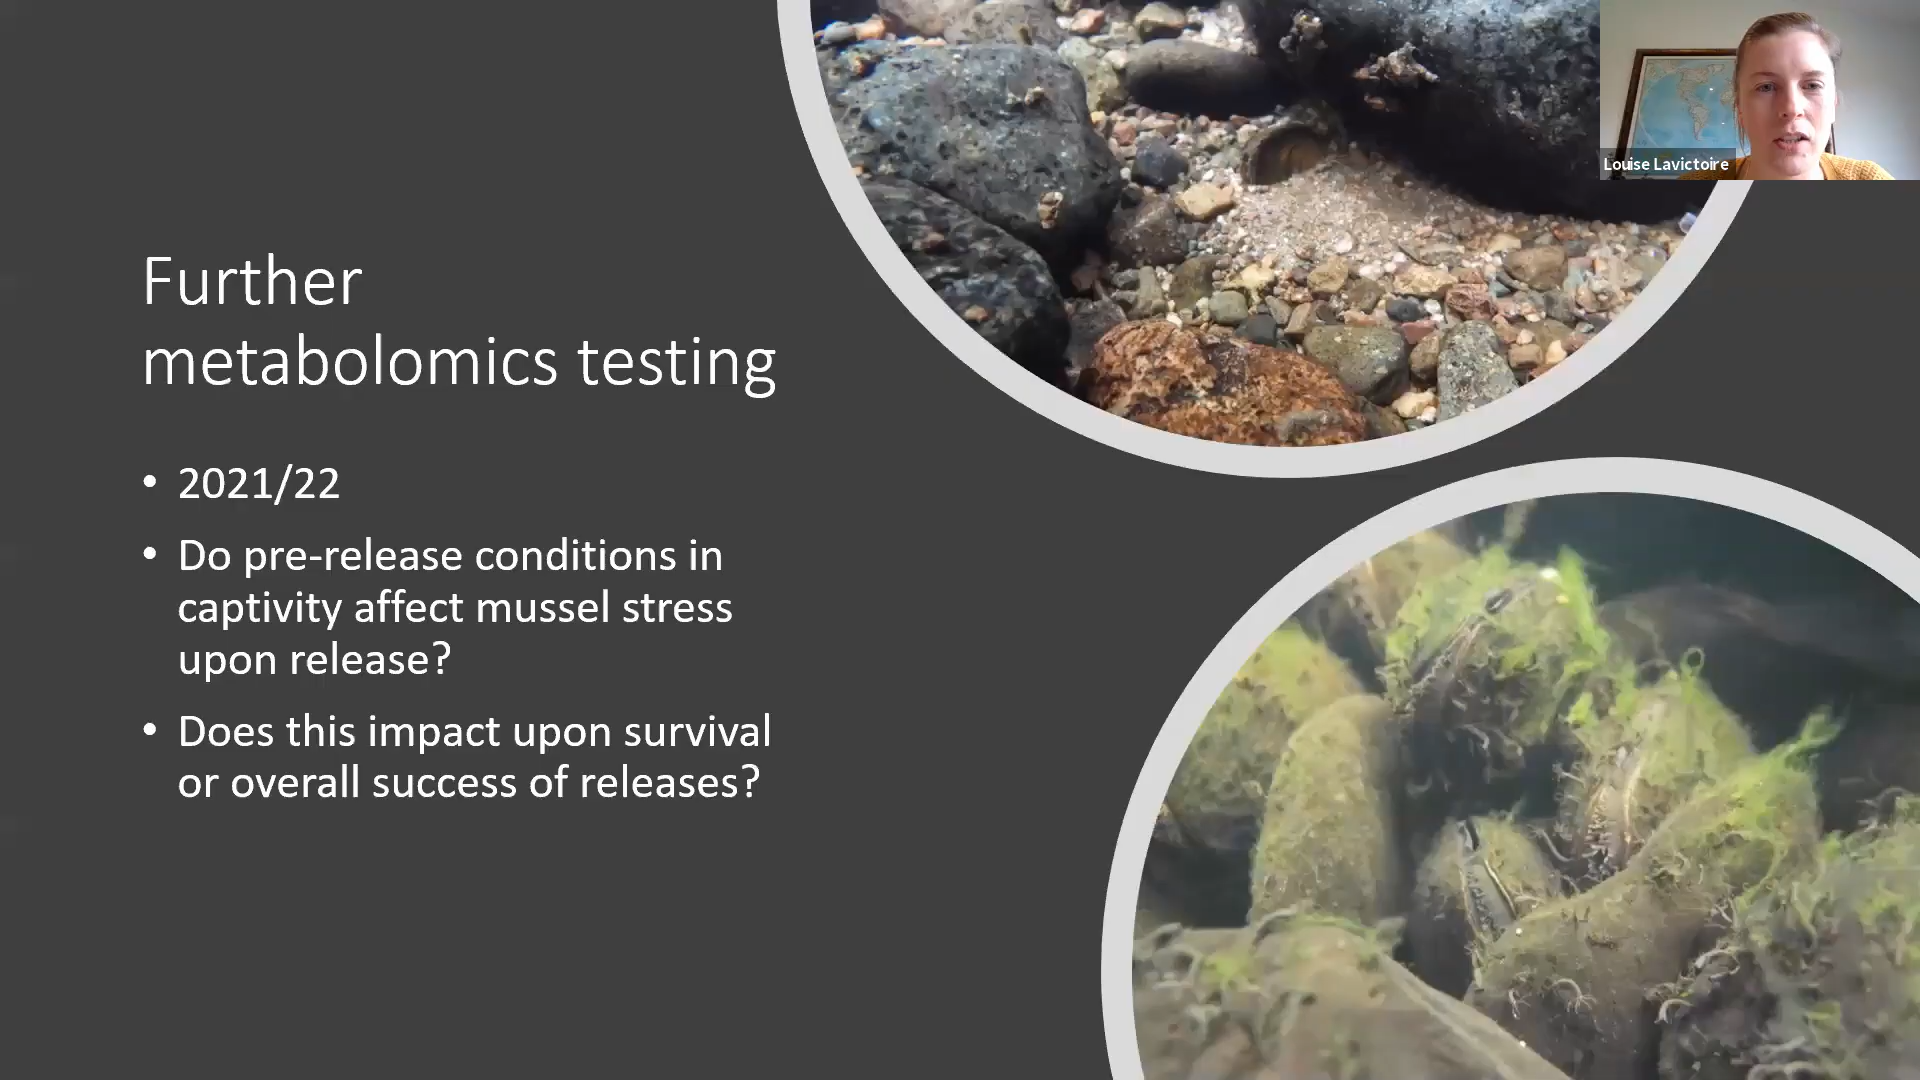 Louise Lavictoire
Further
metabolomics testing
• 2021/22
• Do pre-release conditions in
captivity affect mussel stress
upon release?
• Does this impact upon survival
or overall success of releases?